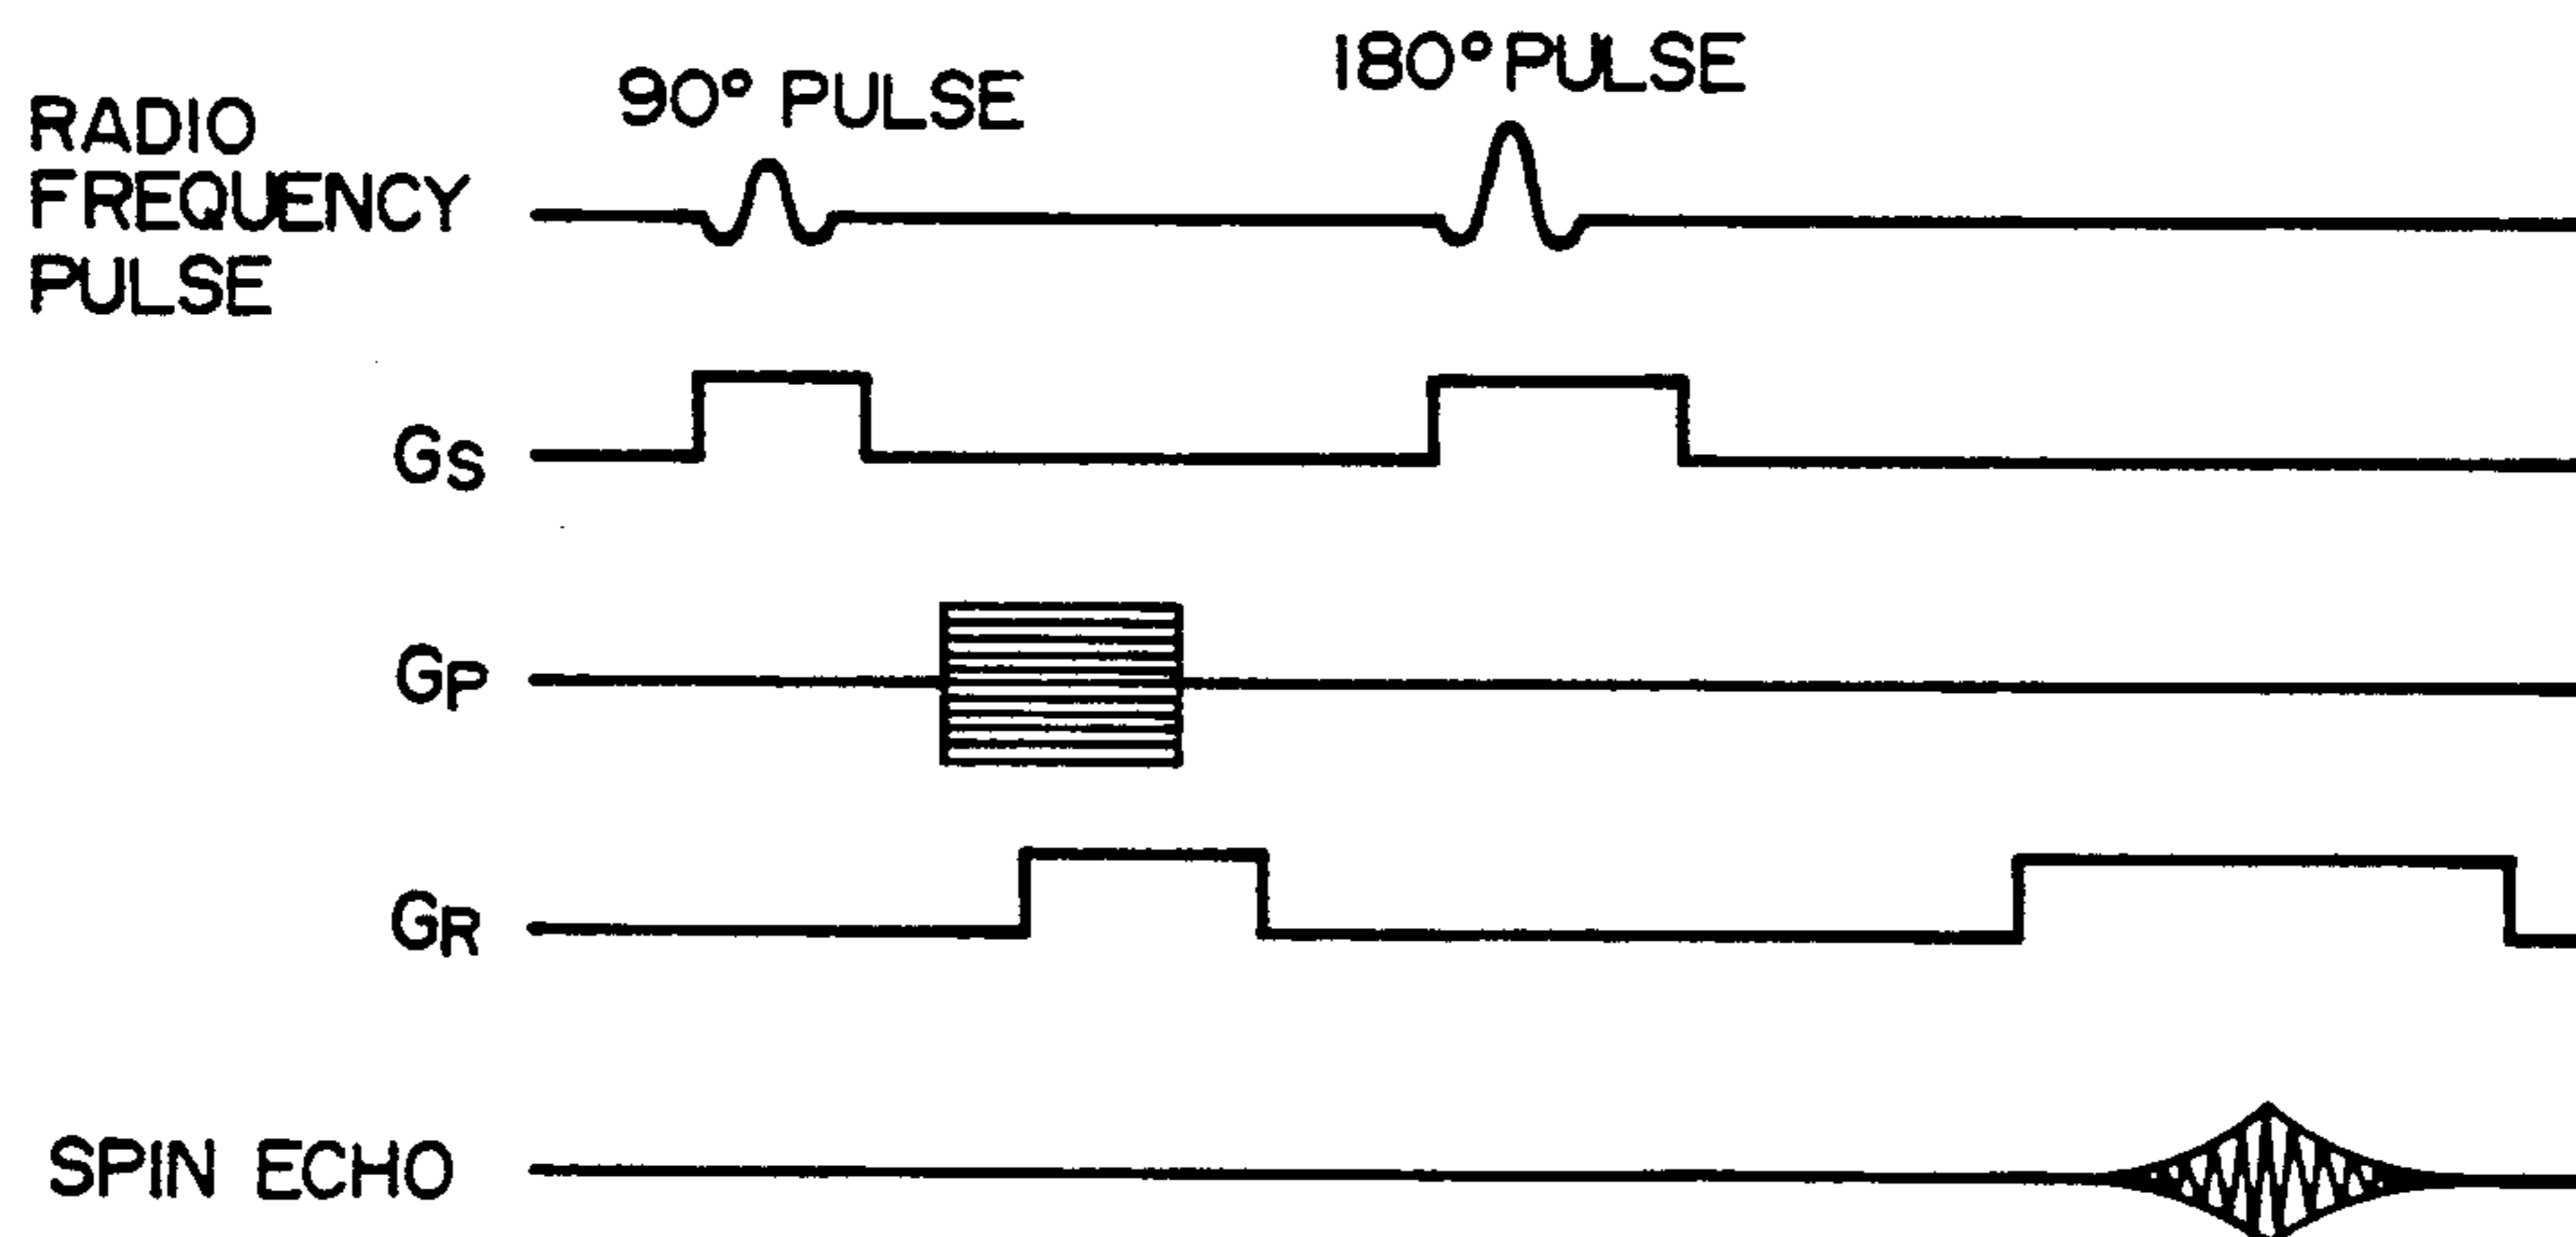 90° PULSE
180° PULSE
RADIO
FREQUENCY
PULSE
GS
GP
GR
SPIN ECHO